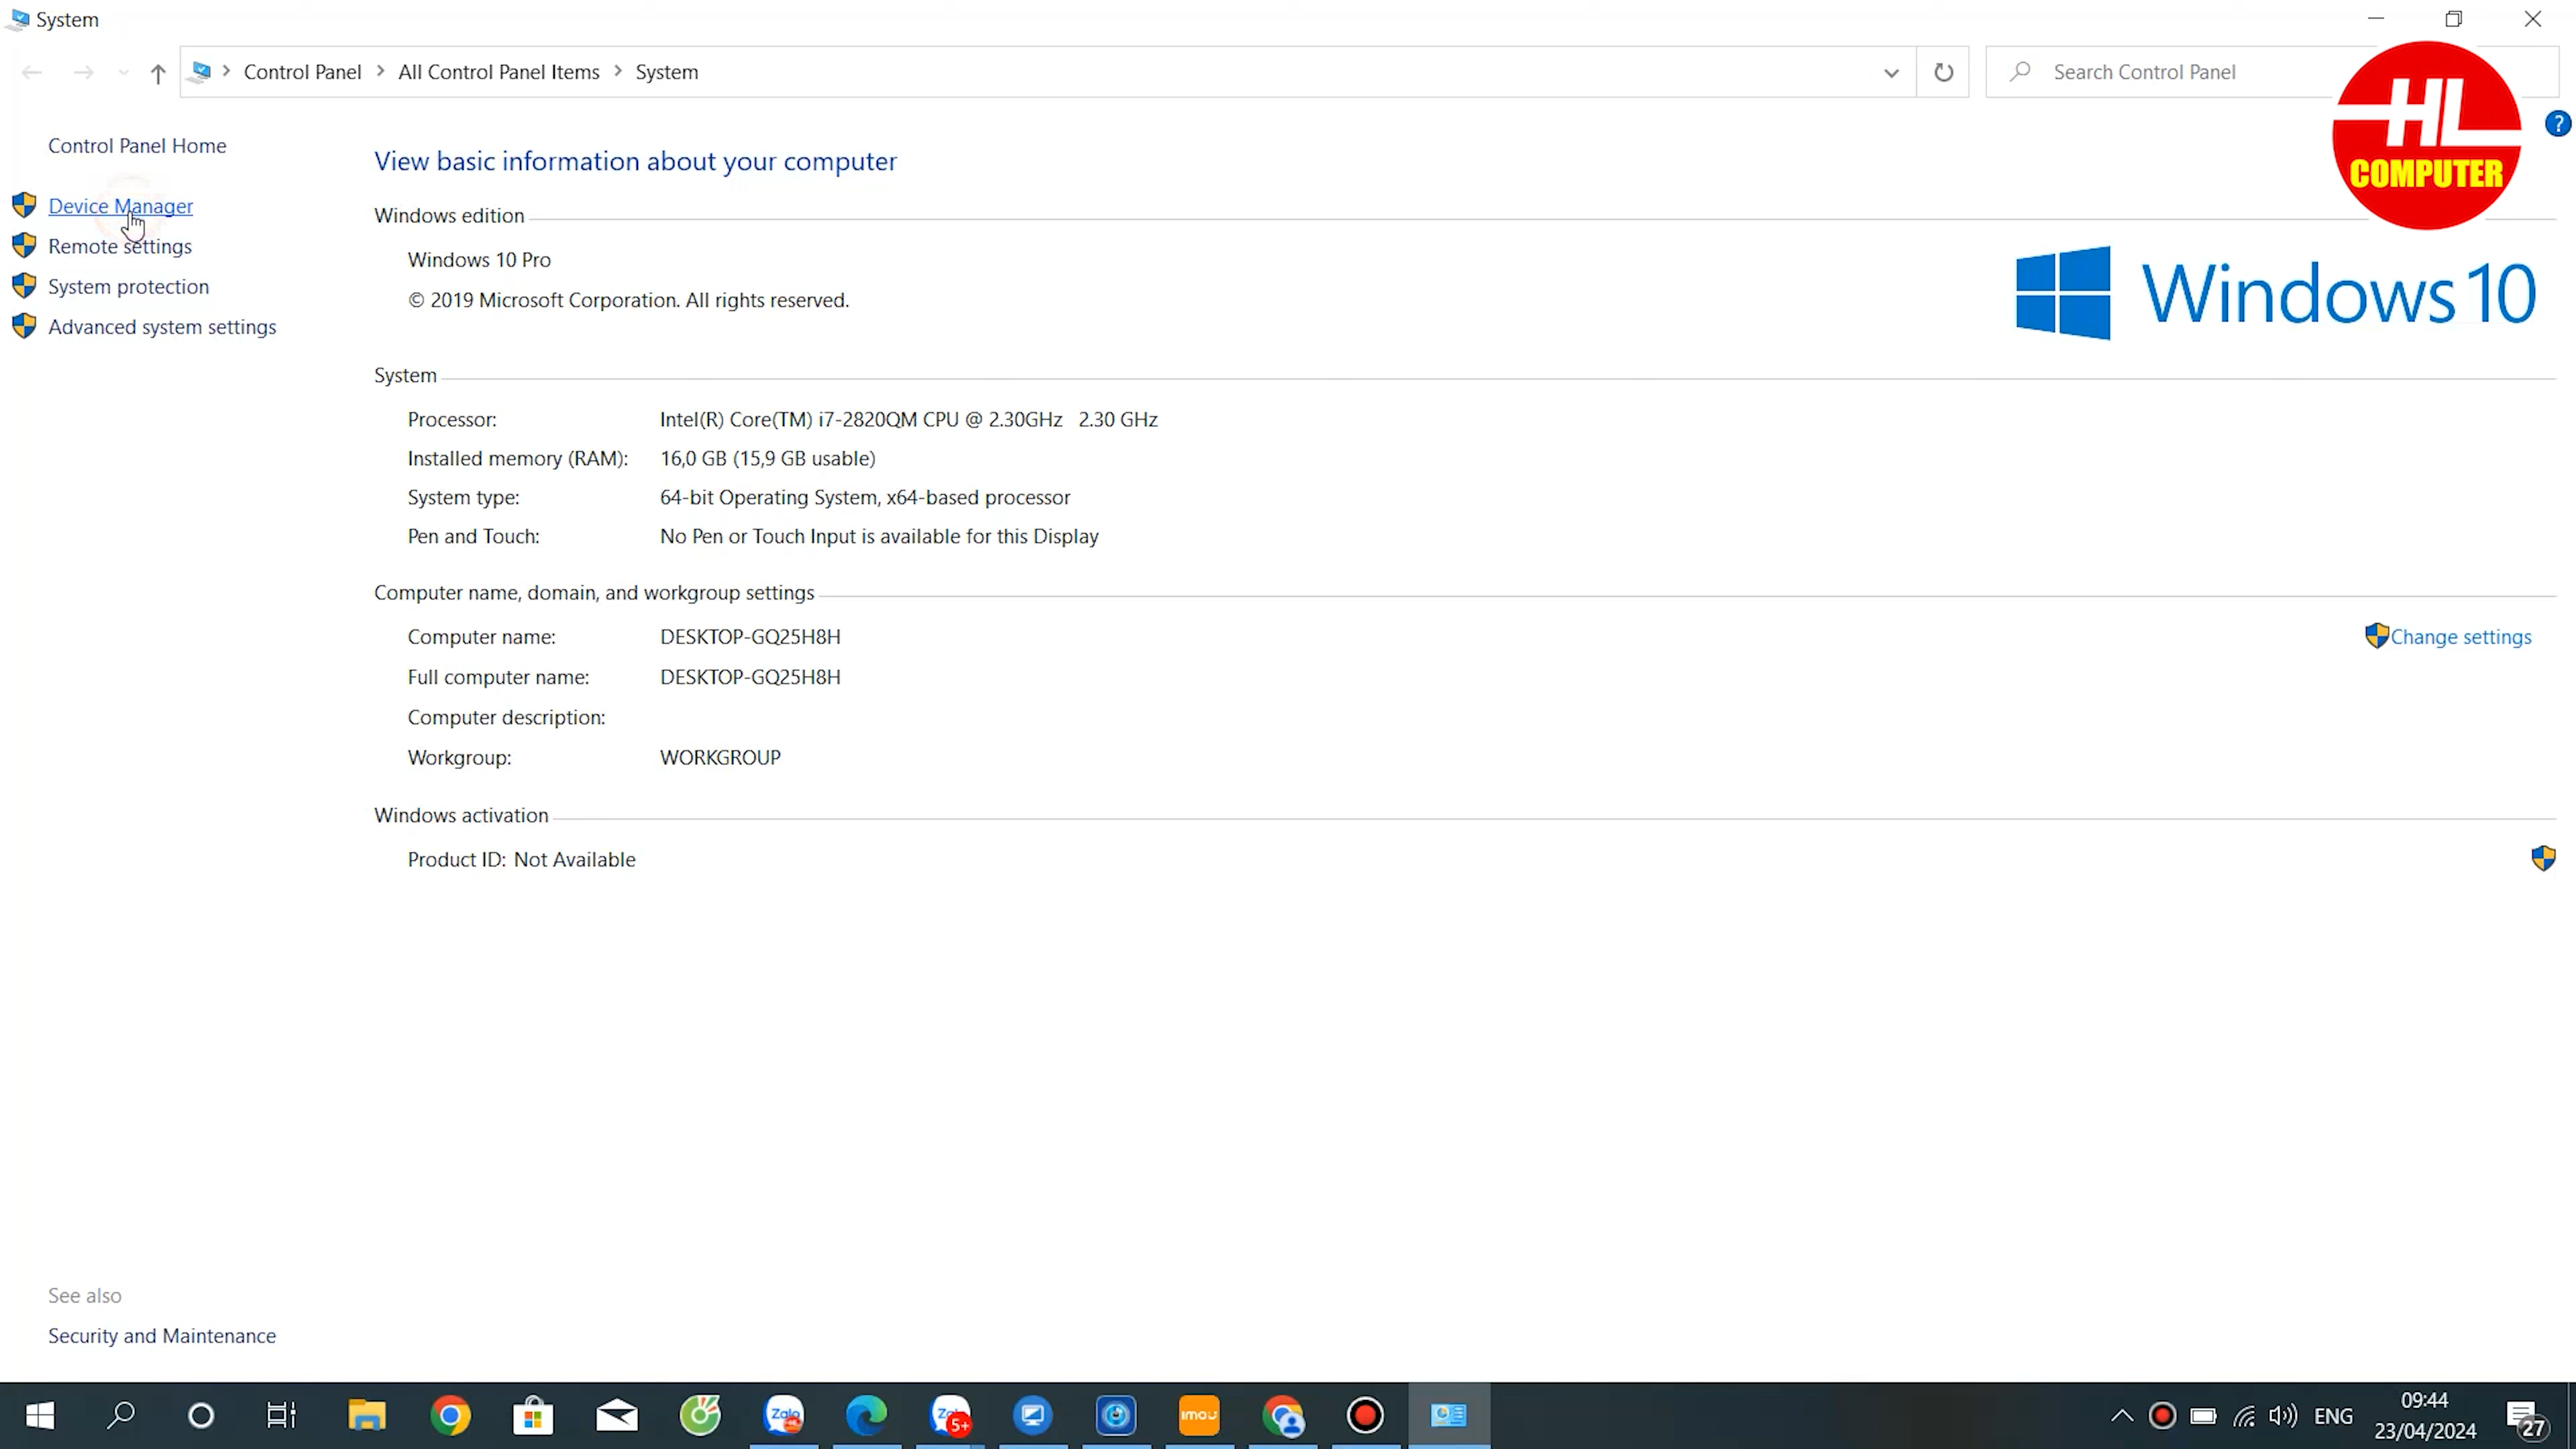 System
Control Panel > All Control Panel Items > System
Search Control Panel
HL
COMPUTER
?
Control Panel Home
Device Manager
Remote settings
System protection
Advanced system settings
View basic information about your computer
Windows edition
Windows 10 Pro
© 2019 Microsoft Corporation. All rights reserved.
Windows 10
System
Processor: Intel(R) Core(TM) i7-2820QM CPU @ 2.30GHz 2.30 GHz
Installed memory (RAM): 16,0 GB (15,9 GB usable)
System type: 64-bit Operating System, x64-based processor
Pen and Touch: No Pen or Touch Input is available for this Display
Computer name, domain, and workgroup settings
Computer name: DESKTOP-GQ25H8H
Change settings
Full computer name: DESKTOP-GQ25H8H
Computer description:
Workgroup: WORKGROUP
Windows activation
Product ID: Not Available
See also
Security and Maintenance
Zalo
5+
imou
ENG
09:44
23/04/2024
27